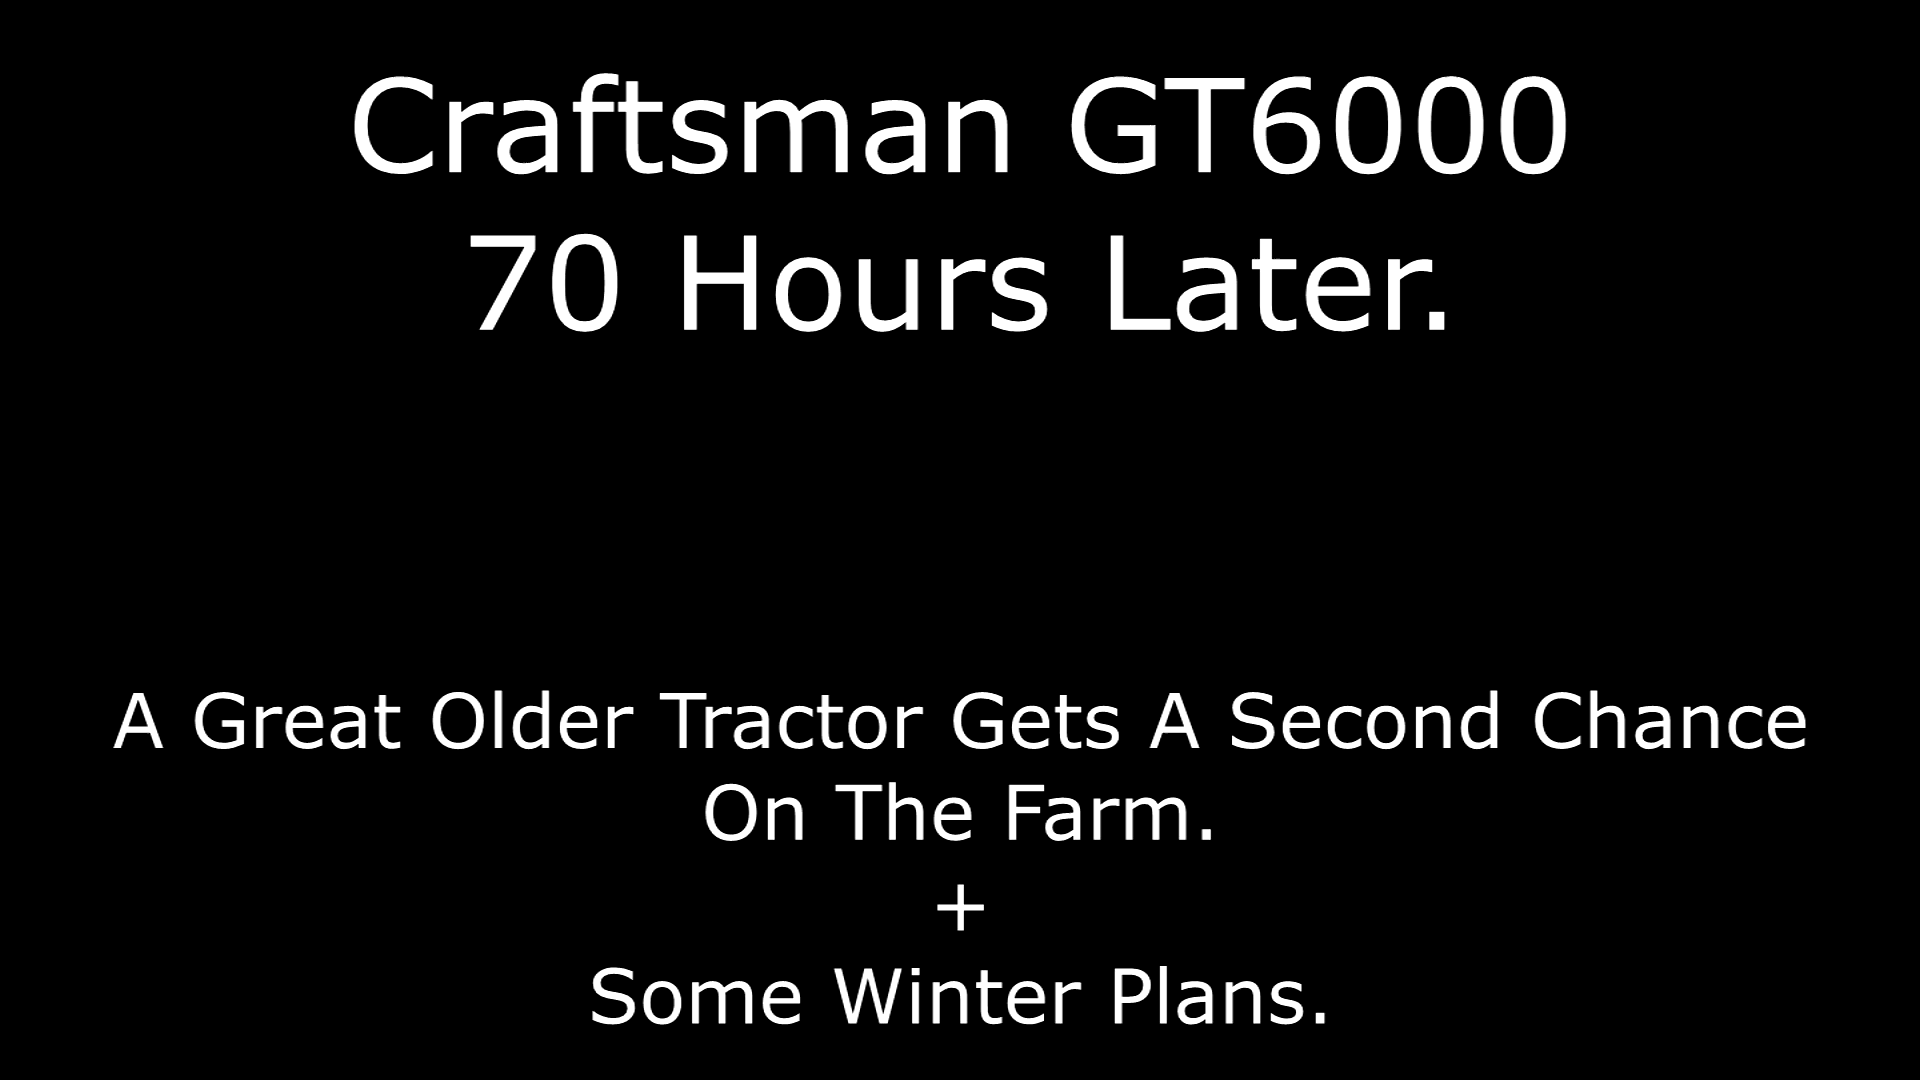 Craftsman GT6000
70 Hours Later.
A Great Older Tractor Gets A Second Chance
On The Farm.
+
Some Winter Plans.